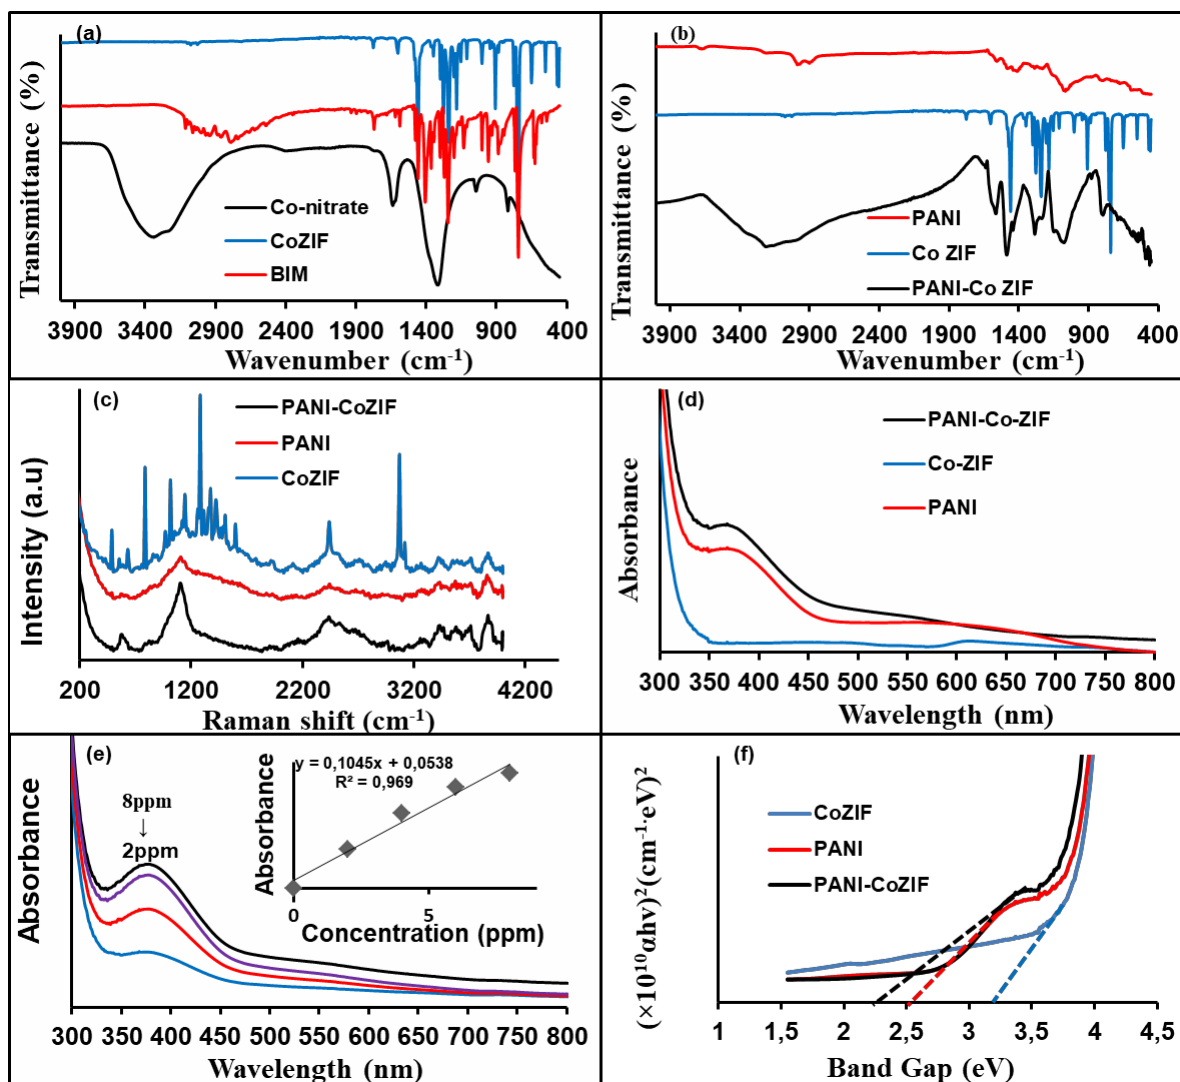 (a)
Transmittance (%)
Co-nitrate
CoZIF
BIM
3900 3400 2900 2400 1900 1400 900 400
Wavenumber (cm⁻¹)
(b)
Transmittance (%)
PANI
Co ZIF
PANI-Co ZIF
3900 3400 2900 2400 1900 1400 900 400
Wavenumber (cm⁻¹)
(c)
Intensity (a.u)
PANI-CoZIF
PANI
CoZIF
200 1200 2200 3200 4200
Raman shift (cm⁻¹)
(d)
Absorbance
PANI-Co-ZIF
Co-ZIF
PANI
300 350 400 450 500 550 600 650 700 750 800
Wavelength (nm)
(e)
Absorbance
8ppm
↓
2ppm
Absorbance
y = 0,1045x + 0,0538
R² = 0,969
0 5
Concentration (ppm)
300 350 400 450 500 550 600 650 700 750 800
Wavelength (nm)
(f)
(×10¹⁰αhν)²(cm⁻¹·eV)²
CoZIF
PANI
PANI-CoZIF
1 1,5 2 2,5 3 3,5 4 4,5
Band Gap (eV)